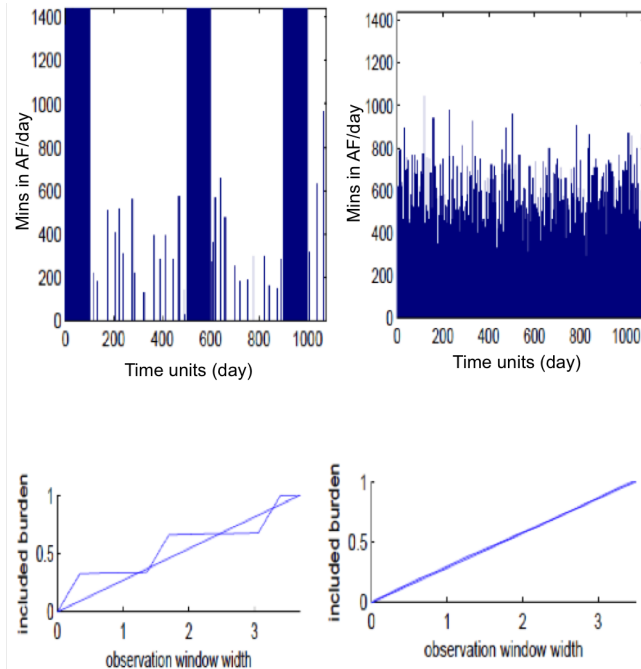 1400
1200
1000
800
600
400
200
0
Mins in AF/day
0 200 400 600 800 1000
Time units (day)
1400
1200
1000
800
600
400
200
0
Mins in AF/day
0 200 400 600 800 1000
Time units (day)
1
0.5
0
included burden
0 1 2 3
observation window width
1
0.5
0
included burden
0 1 2 3
observation window width